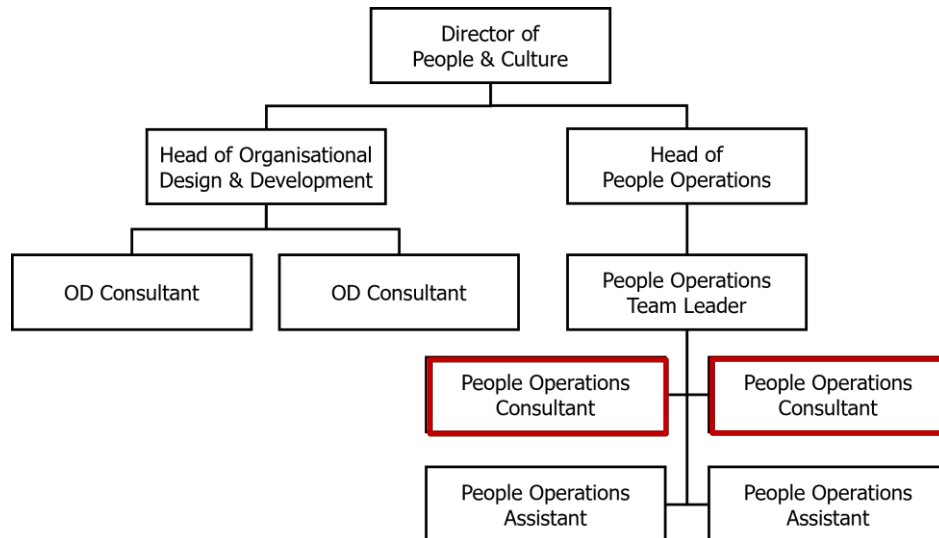 Director of
People & Culture
Head of Organisational
Design & Development
Head of
People Operations
OD Consultant
OD Consultant
People Operations
Team Leader
People Operations
Consultant
People Operations
Consultant
People Operations
Assistant
People Operations
Assistant